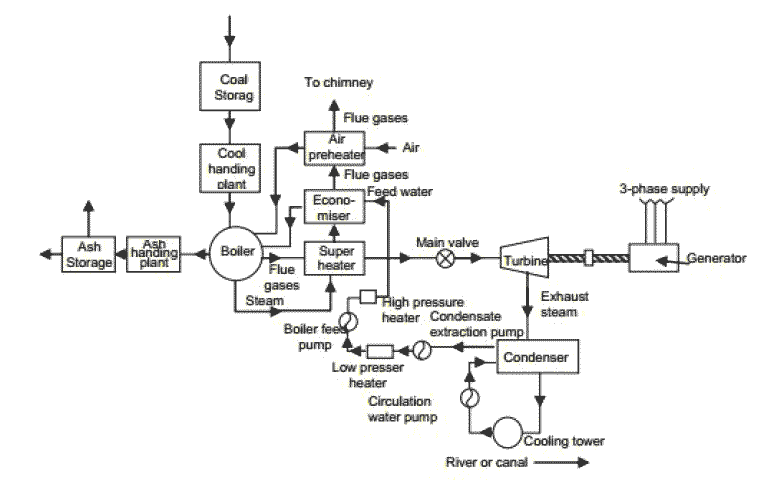 Coal
Storag
To chimney
Flue gases
Cool
handing
plant
Air
preheater
Air
Flue gases
Feed water
Econo-
miser
3-phase supply
Ash
Storage
Ash
handing
plant
Boiler
Super
heater
Main valve
Turbine
Generator
Flue
gases
Steam
High pressure
heater
Exhaust
steam
Boiler feed
pump
Condensate
extraction pump
Condenser
Low presser
heater
Circulation
water pump
Cooling tower
River or canal